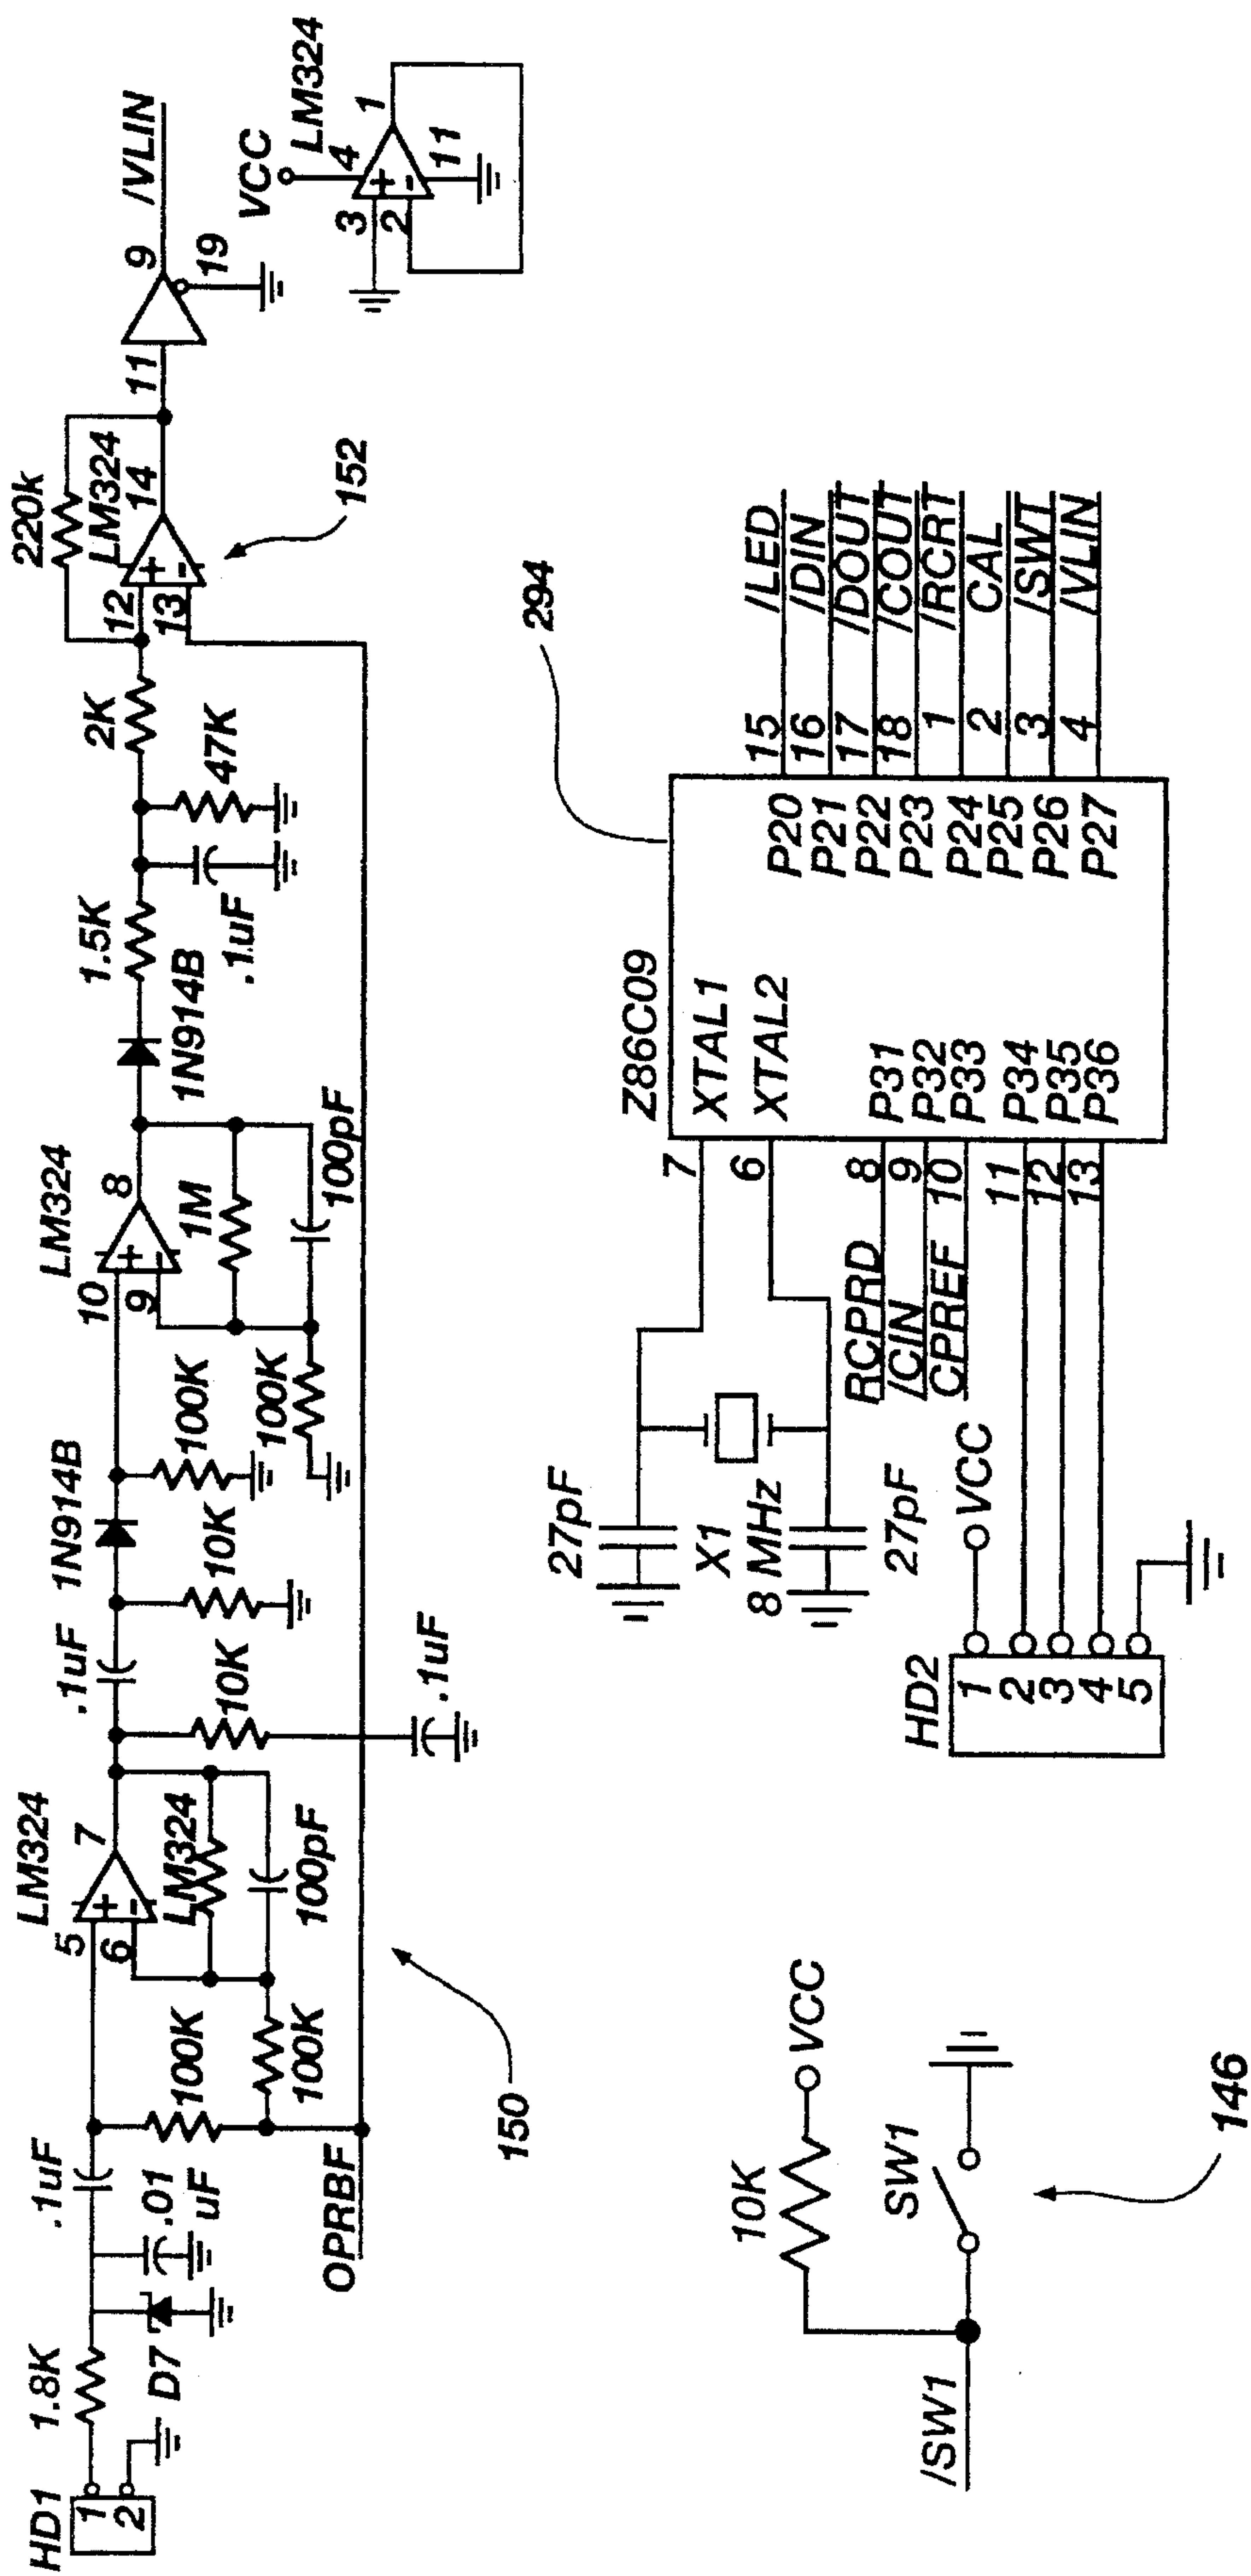 HD1
1
2
1.8K
D7
.1uF
.01
uF
OPRBF
100K
100K
5
6
LM324
7
LM324
100pF
150
.1uF
10K
.1uF
10K
1N914B
100K
100K
10
9
LM324
8
1M
100pF
1N914B
1.5K
.1uF
47K
2K
220k
12
13
LM324
14
152
11
9
19
/VLIN
VCC
3
2
4
LM324
1
11
/SW1
10K
VCC
SW1
146
HD2
1
2
3
4
5
VCC
27pF
X1
8 MHz
27pF
RCPRD
/CIN
CPREF
7
6
8
9
10
11
12
13
Z86C09
XTAL1
XTAL2
P31
P32
P33
P34
P35
P36
P20
P21
P22
P23
P24
P25
P26
P27
294
15
16
17
18
1
2
3
4
/LED
/DIN
/DOUT
/COUT
/RCRT
CAL
/SWT
/VLIN